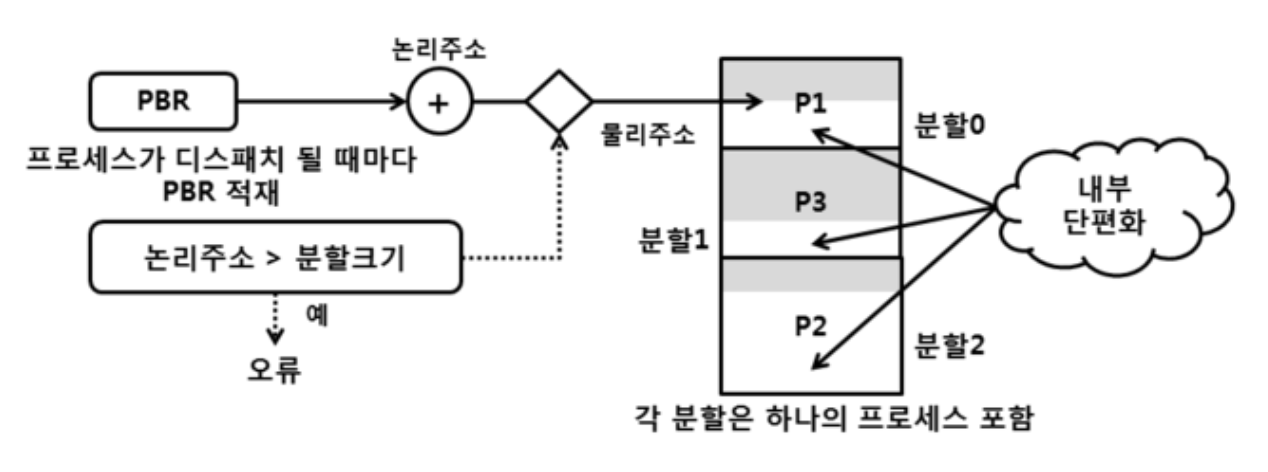 논리주소
PBR
+
프로세스가 디스패치 될 때마다
PBR 적재
논리주소 > 분할크기
예
오류
물리주소
P1
분할0
P3
분할1
P2
분할2
내부
단편화
각 분할은 하나의 프로세스 포함